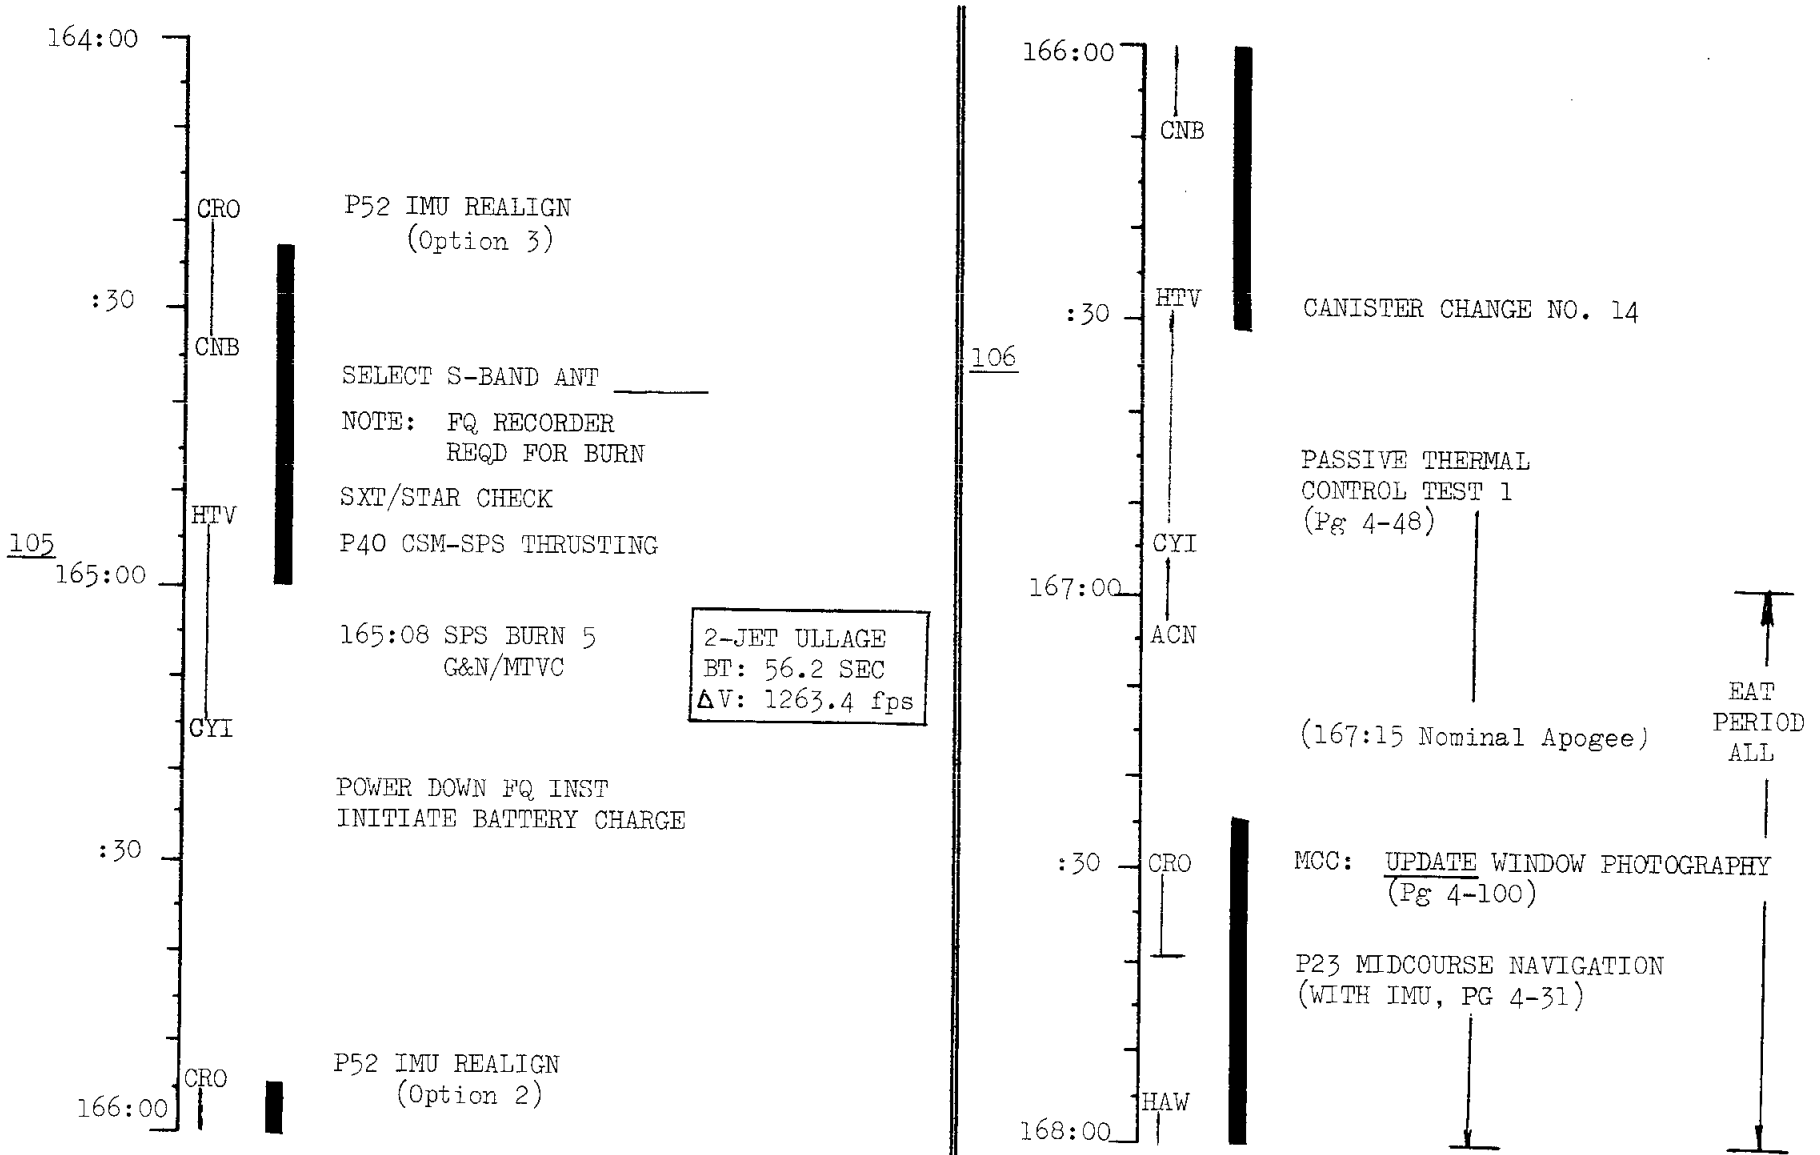 164:00
CRO
P52 IMU REALIGN
(Option 3)
:30
CNB
SELECT S-BAND ANT
NOTE: FQ RECORDER
REQD FOR BURN
SXT/STAR CHECK
HTV
P40 CSM-SPS THRUSTING
105
165:00
165:08 SPS BURN 5
G&N/MTVC
2-JET ULLAGE
BT: 56.2 SEC
ΔV: 1263.4 fps
CYI
POWER DOWN FQ INST
INITIATE BATTERY CHARGE
:30
P52 IMU REALIGN
(Option 2)
CRO
166:00
166:00
CNB
HTV
:30
CANISTER CHANGE NO. 14
106
PASSIVE THERMAL
CONTROL TEST 1
(Pg 4-48)
CYI
167:00
ACN
EAT
PERIOD
ALL
(167:15 Nominal Apogee)
:30
CRO
MCC: UPDATE WINDOW PHOTOGRAPHY
(Pg 4-100)
P23 MIDCOURSE NAVIGATION
(WITH IMU, PG 4-31)
HAW
168:00